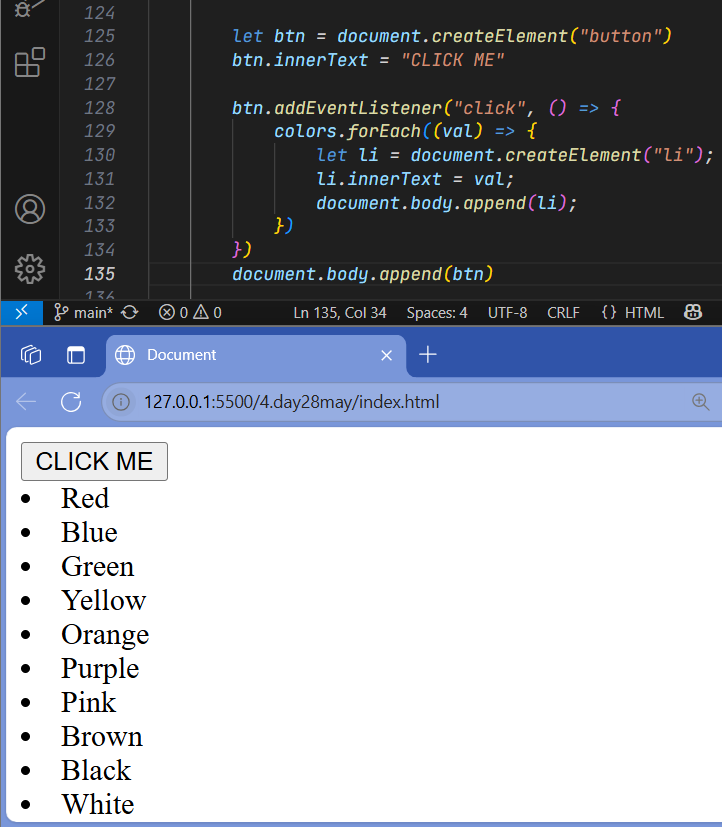 124
125 let btn = document.createElement("button")
126 btn.innerText = "CLICK ME"
127
128 btn.addEventListener("click", () => {
129 colors.forEach((val) => {
130 let li = document.createElement("li");
131 li.innerText = val;
132 document.body.append(li);
133 })
134 })
135 document.body.append(btn)
136
main* 0 0 Ln 135, Col 34 Spaces: 4 UTF-8 CRLF {} HTML
Document
127.0.0.1:5500/4.day28may/index.html
CLICK ME
• Red
• Blue
• Green
• Yellow
• Orange
• Purple
• Pink
• Brown
• Black
• White